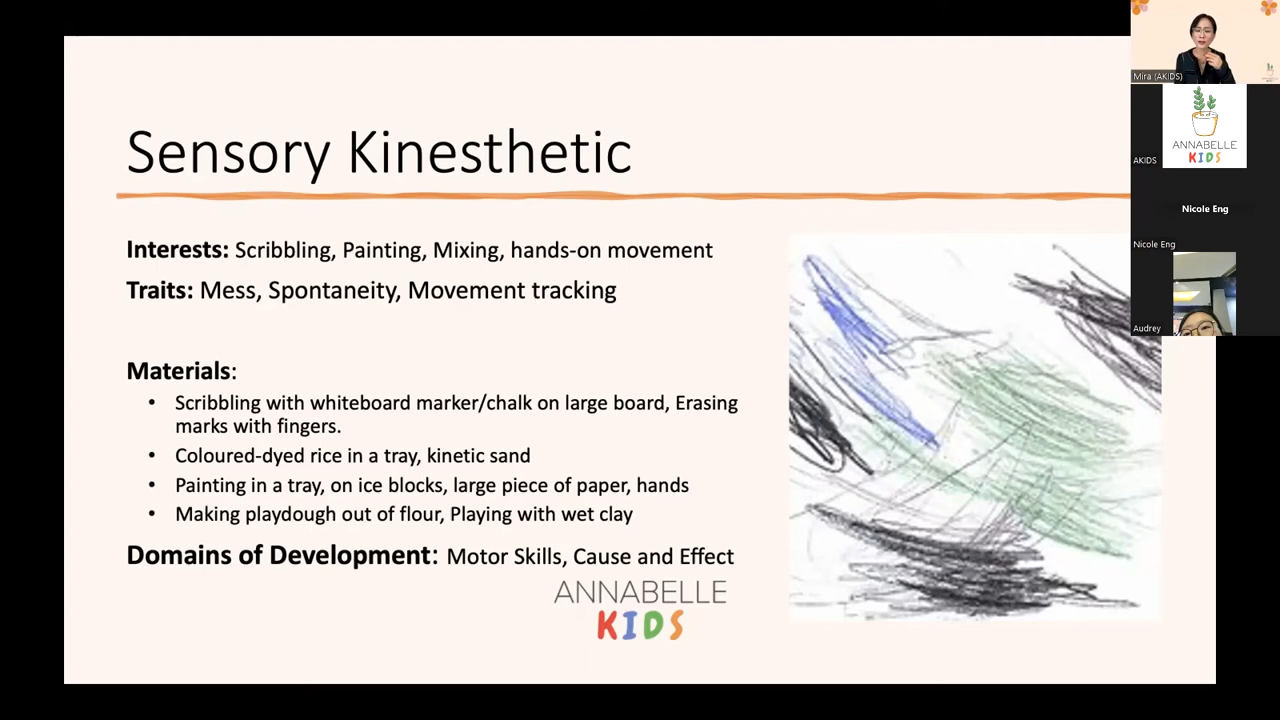 Sensory Kinesthetic
Interests: Scribbling, Painting, Mixing, hands-on movement
Traits: Mess, Spontaneity, Movement tracking
Materials:
• Scribbling with whiteboard marker/chalk on large board, Erasing
marks with fingers.
• Coloured-dyed rice in a tray, kinetic sand
• Painting in a tray, on ice blocks, large piece of paper, hands
• Making playdough out of flour, Playing with wet clay
Domains of Development: Motor Skills, Cause and Effect
ANNABELLE
KIDS
Mira (AKIDS)
ANNABELLE
KIDS
AKIDS
Nicole Eng
Nicole Eng
Audrey